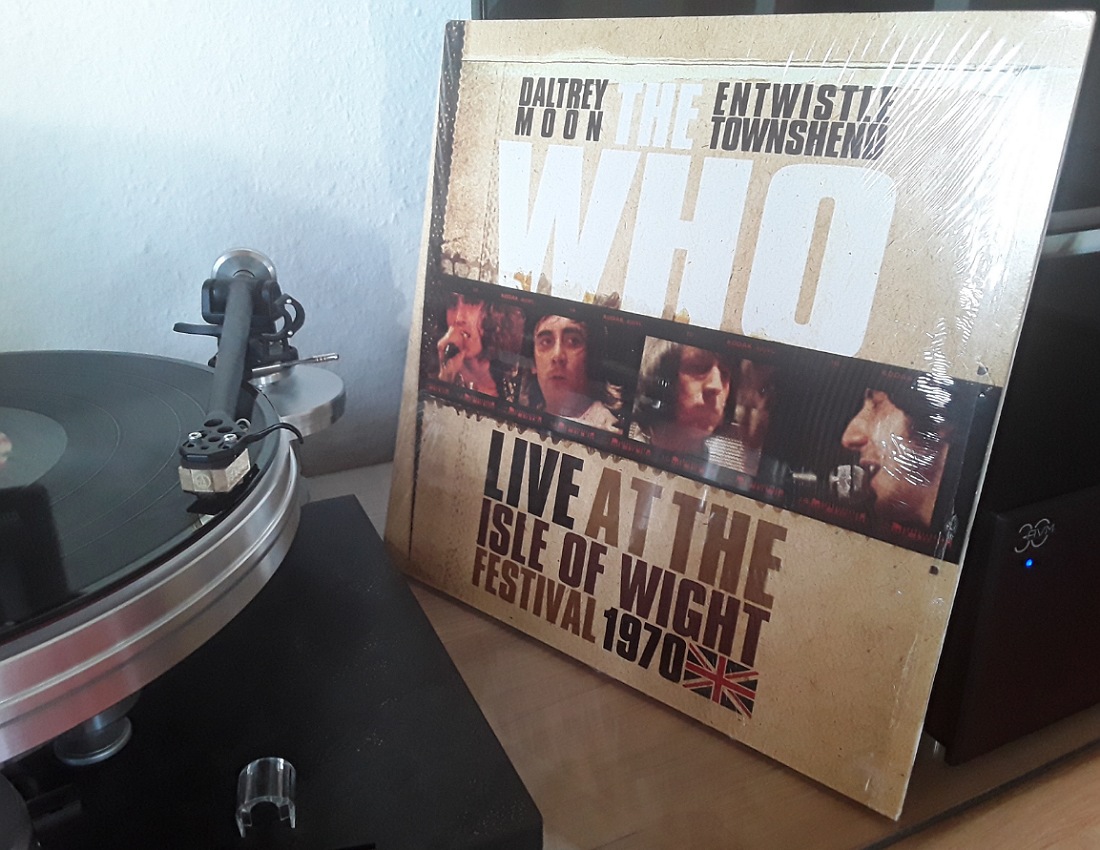 DALTREY THE ENTWISTLE
MOON TOWNSHEND
WHO
LIVE AT THE
ISLE OF WIGHT
FESTIVAL 1970